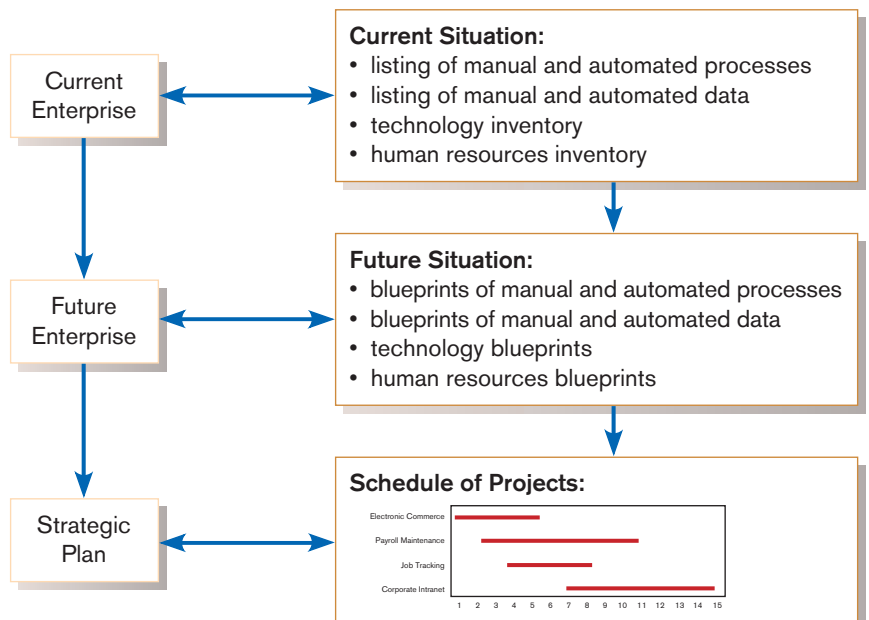 Current
Enterprise
Current Situation:
• listing of manual and automated processes
• listing of manual and automated data
• technology inventory
• human resources inventory
Future
Enterprise
Future Situation:
• blueprints of manual and automated processes
• blueprints of manual and automated data
• technology blueprints
• human resources blueprints
Strategic
Plan
Schedule of Projects:
Electronic Commerce
Payroll Maintenance
Job Tracking
Corporate Intranet
1 2 3 4 5 6 7 8 9 10 11 12 13 14 15